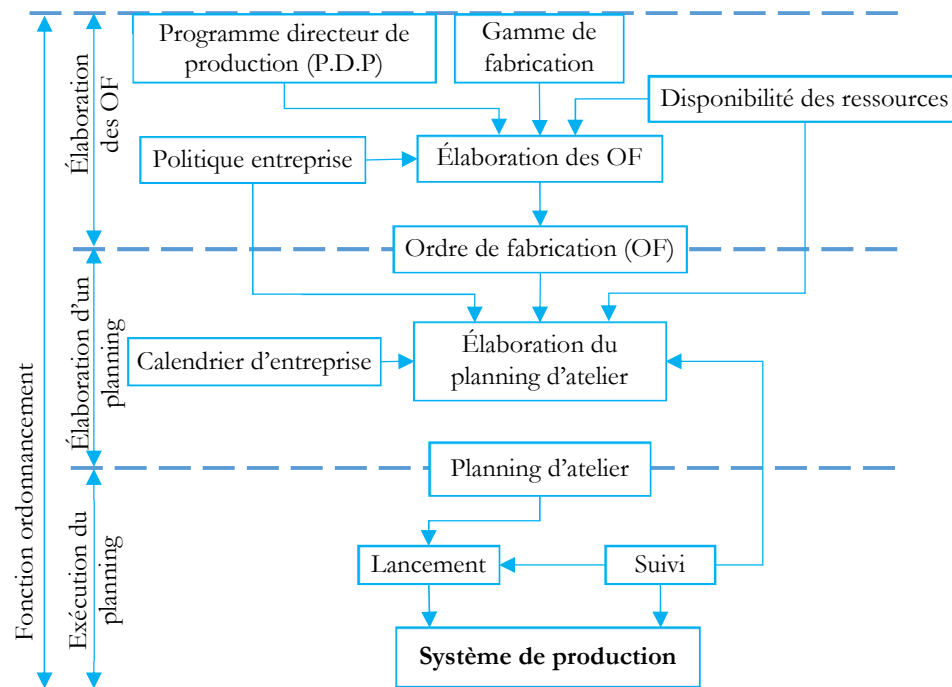 Programme directeur de
production (P.D.P)
Gamme de
fabrication
Disponibilité des ressources
Politique entreprise
Élaboration des OF
Ordre de fabrication (OF)
Calendrier d’entreprise
Élaboration du
planning d’atelier
Planning d’atelier
Lancement
Suivi
Système de production
Fonction ordonnancement
Élaboration
des OF
Élaboration d’un
planning
Exécution du
planning